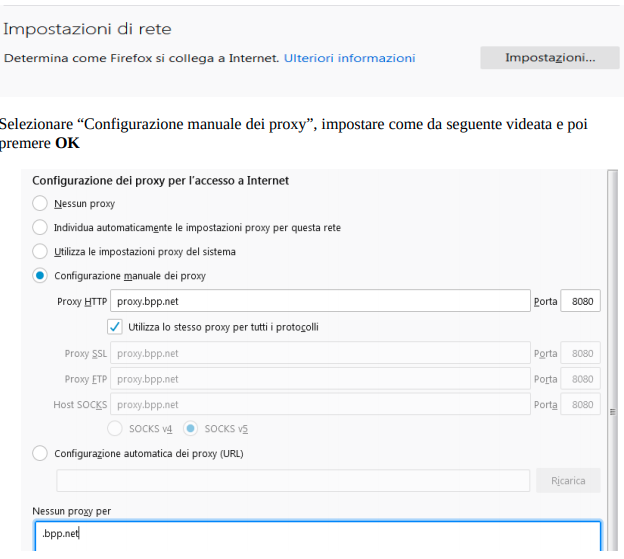 Impostazioni di rete
Determina come Firefox si collega a Internet. Ulteriori informazioni Impostazioni...
Selezionare “Configurazione manuale dei proxy”, impostare come da seguente videata e poi
premere OK
Configurazione dei proxy per l'accesso a Internet
Nessun proxy
Individua automaticamente le impostazioni proxy per questa rete
Utilizza le impostazioni proxy del sistema
Configurazione manuale dei proxy
Proxy HTTP proxy.bpp.net Porta 8080
Utilizza lo stesso proxy per tutti i protocolli
Proxy SSL proxy.bpp.net Porta 8080
Proxy FTP proxy.bpp.net Porta 8080
Host SOCKS proxy.bpp.net Porta 8080
SOCKS v4 SOCKS v5
Configurazione automatica dei proxy (URL)
Ricarica
Nessun proxy per
.bpp.net